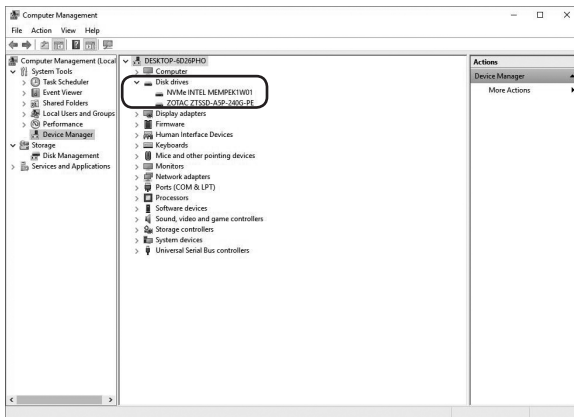 Computer Management
File Action View Help
Computer Management (Local
System Tools
Task Scheduler
Event Viewer
Shared Folders
Local Users and Groups
Performance
Device Manager
Storage
Disk Management
Services and Applications
DESKTOP-6D26PHO
Computer
Disk drives
NVMe INTEL MEMPEK1W01
ZOTAC ZTSSD-A5P-240G-PE
Display adapters
Firmware
Human Interface Devices
Keyboards
Mice and other pointing devices
Monitors
Network adapters
Ports (COM & LPT)
Processors
Software devices
Sound, video and game controllers
Storage controllers
System devices
Universal Serial Bus controllers
Actions
Device Manager
More Actions